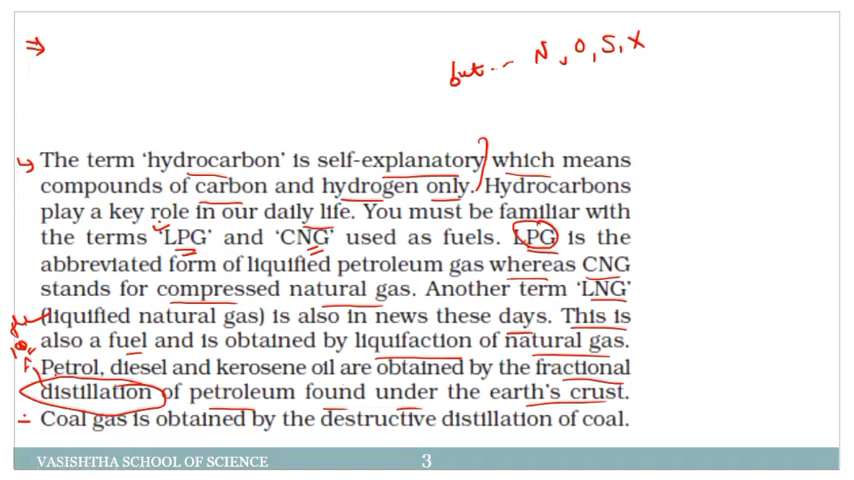 but... N, O, S, X
The term 'hydrocarbon' is self-explanatory which means
compounds of carbon and hydrogen only. Hydrocarbons
play a key role in our daily life. You must be familiar with
the terms 'LPG' and 'CNG' used as fuels. LPG is the
abbreviated form of liquified petroleum gas whereas CNG
stands for compressed natural gas. Another term 'LNG'
(liquified natural gas) is also in news these days. This is
also a fuel and is obtained by liquifaction of natural gas.
Petrol, diesel and kerosene oil are obtained by the fractional
distillation of petroleum found under the earth's crust.
Coal gas is obtained by the destructive distillation of coal.
VASISHTHA SCHOOL OF SCIENCE 3